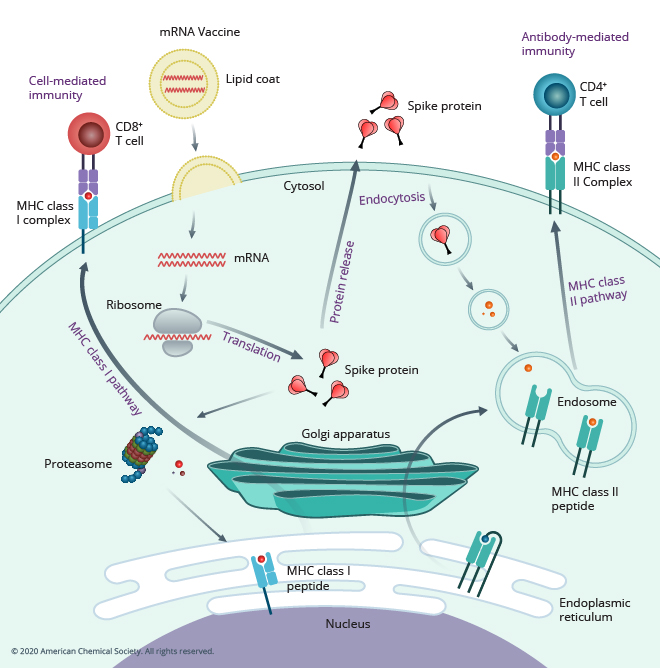 mRNA Vaccine
Lipid coat
Antibody-mediated
immunity
Cell-mediated
immunity
CD4⁺
T cell
Spike protein
CD8⁺
T cell
MHC class
II Complex
Cytosol
Endocytosis
MHC class
I complex
mRNA
Protein release
MHC class
II pathway
Ribosome
Translation
MHC class I pathway
Spike protein
Endosome
Golgi apparatus
Proteasome
MHC class II
peptide
MHC class I
peptide
Endoplasmic
reticulum
Nucleus
© 2020 American Chemical Society. All rights reserved.